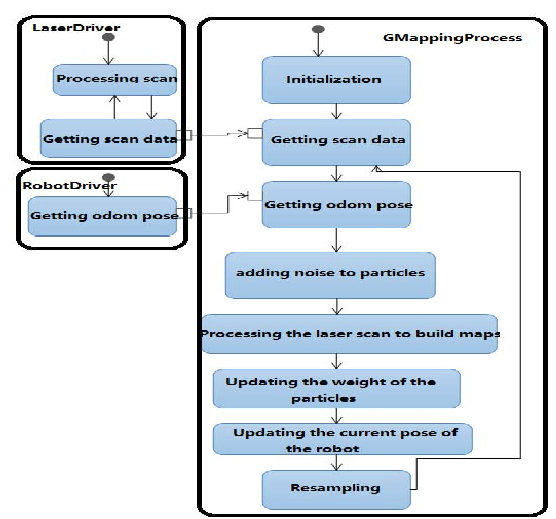 LaserDriver
Processing scan
Getting scan data
RobotDriver
Getting odom pose
GMappingProcess
Initialization
Getting scan data
Getting odom pose
adding noise to particles
Processing the laser scan to build maps
Updating the weight of the
particles
Updating the current pose of
the robot
Resampling